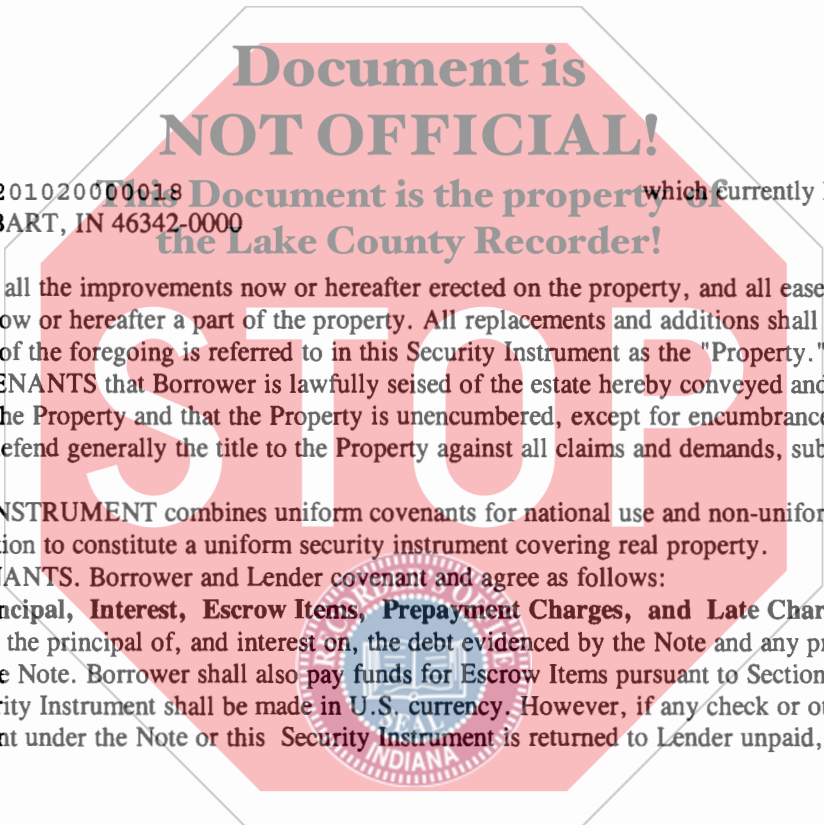 Document is
NOT OFFICIAL!
This Document is the property of
the Lake County Recorder!
201020000018 which currently
BART, IN 46342-0000
all the improvements now or hereafter erected on the property, and all ease
ow or hereafter a part of the property. All replacements and additions shall
of the foregoing is referred to in this Security Instrument as the "Property."
ENANTS that Borrower is lawfully seised of the estate hereby conveyed and
he Property and that the Property is unencumbered, except for encumbrance
efend generally the title to the Property against all claims and demands, sub
STOP
NSTRUMENT combines uniform covenants for national use and non-unifor
ion to constitute a uniform security instrument covering real property.
NANTS. Borrower and Lender covenant and agree as follows:
ncipal, Interest, Escrow Items, Prepayment Charges, and Late Char
the principal of, and interest on, the debt evidenced by the Note and any pr
e Note. Borrower shall also pay funds for Escrow Items pursuant to Section
rity Instrument shall be made in U.S. currency. However, if any check or ot
nt under the Note or this Security Instrument is returned to Lender unpaid,
RECORDER OF THE
SEAL
INDIANA